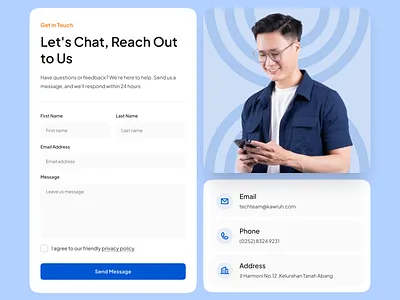 Get in Touch
Let's Chat, Reach Out
to Us
Have questions or feedback? We're here to help. Send us a
message, and we'll respond within 24 hours
First Name
Last Name
First name
Last name
Email Address
Email address
Message
Leave us message
I agree to our friendly privacy policy
Send Message
Email
techteam@kawruh.com
Phone
(0252) 8324 9231
Address
Jl Harmoni No.12 ,Kelurahan Tanah Abang